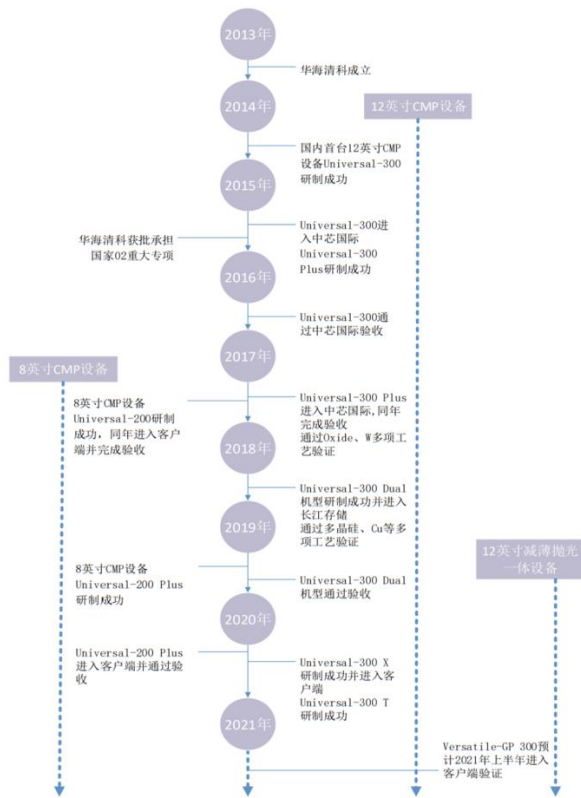 2013年
华海清科成立
2014年
12英寸CMP设备
国内首台12英寸CMP
设备Universal-300
研制成功
2015年
Universal-300进
入中芯国际
Universal-300
Plus研制成功
华海清科获批承担
国家02重大专项
2016年
Universal-300通
过中芯国际验收
2017年
8英寸CMP设备
8英寸CMP设备
Universal-200研制
成功，同年进入客户
端并完成验收
Universal-300 Plus
进入中芯国际,同年
完成验收
通过Oxide、W多项工
艺验证
2018年
Universal-300 Dual
机型研制成功并进入
长江存储
通过多晶硅、Cu等多
项工艺验证
2019年
12英寸减薄抛光
一体设备
8英寸CMP设备
Universal-200 Plus
研制成功
Universal-300 Dual
机型通过验收
2020年
Universal-200 Plus
进入客户端并通过验
收
Universal-300 X
研制成功并进入客
户端
Universal-300 T
研制成功
2021年
Versatile-GP 300预
计2021年上半年进入
客户端验证